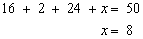 16 + 2 + 24 + x = 50
x = 8